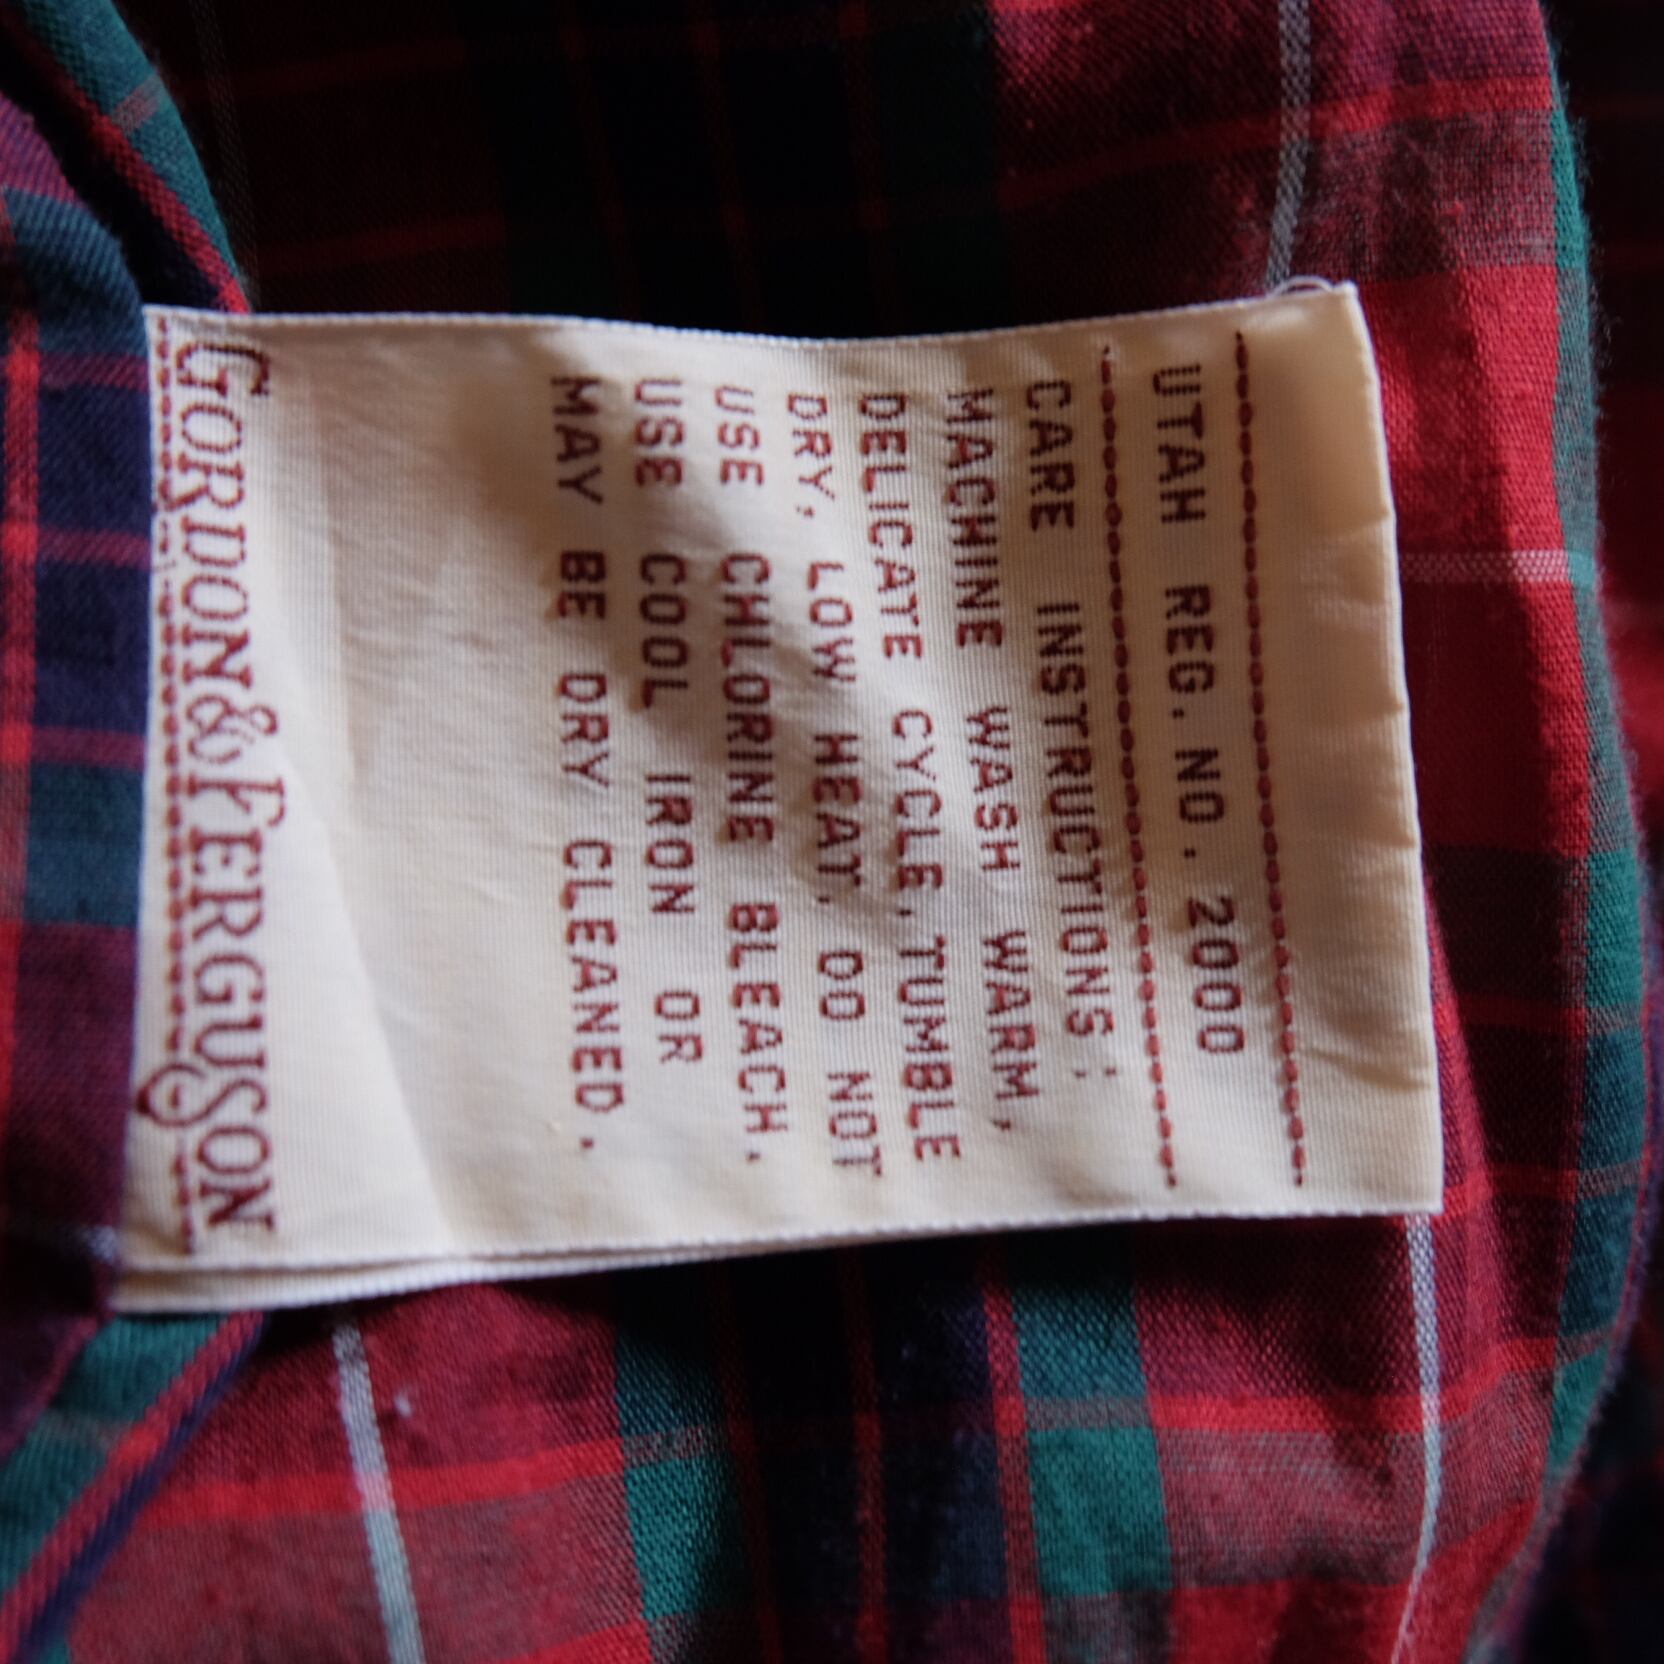 UTAH REG. NO. 2000
CARE INSTRUCTIONS:
MACHINE WASH WARM,
DELICATE CYCLE. TUMBLE
DRY, LOW HEAT. DO NOT
USE CHLORINE BLEACH.
USE COOL IRON OR
MAY BE DRY CLEANED.
GORDON & FERGUSON